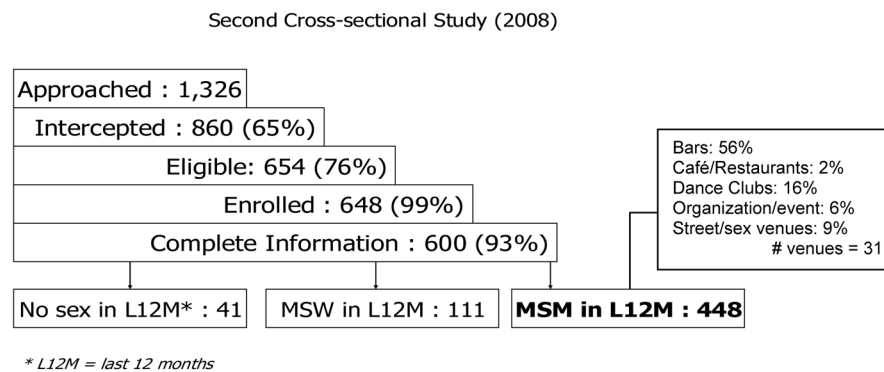 Second Cross-sectional Study (2008)
Approached : 1,326
Intercepted : 860 (65%)
Eligible: 654 (76%)
Enrolled : 648 (99%)
Complete Information : 600 (93%)
Bars: 56%
Café/Restaurants: 2%
Dance Clubs: 16%
Organization/event: 6%
Street/sex venues: 9%
# venues = 31
No sex in L12M* : 41
MSW in L12M : 111
MSM in L12M : 448
* L12M = last 12 months